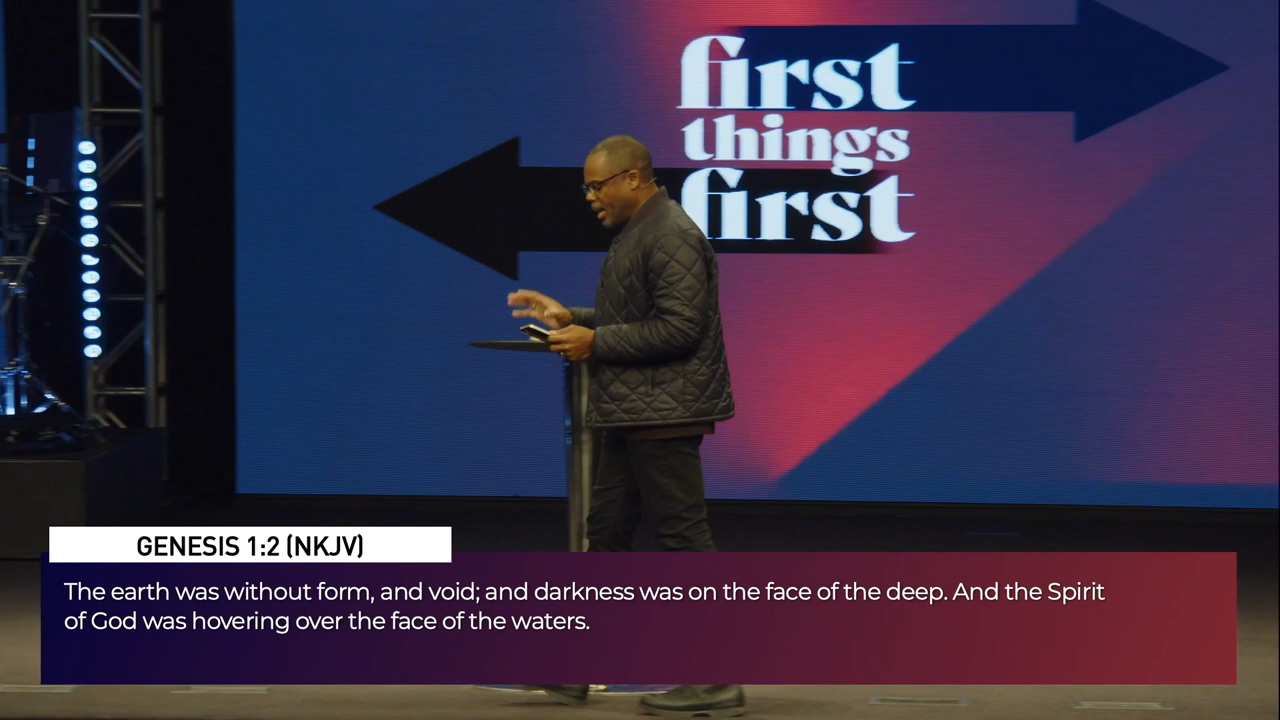 first
things
first
GENESIS 1:2 (NKJV)
The earth was without form, and void; and darkness was on the face of the deep. And the Spirit
of God was hovering over the face of the waters.